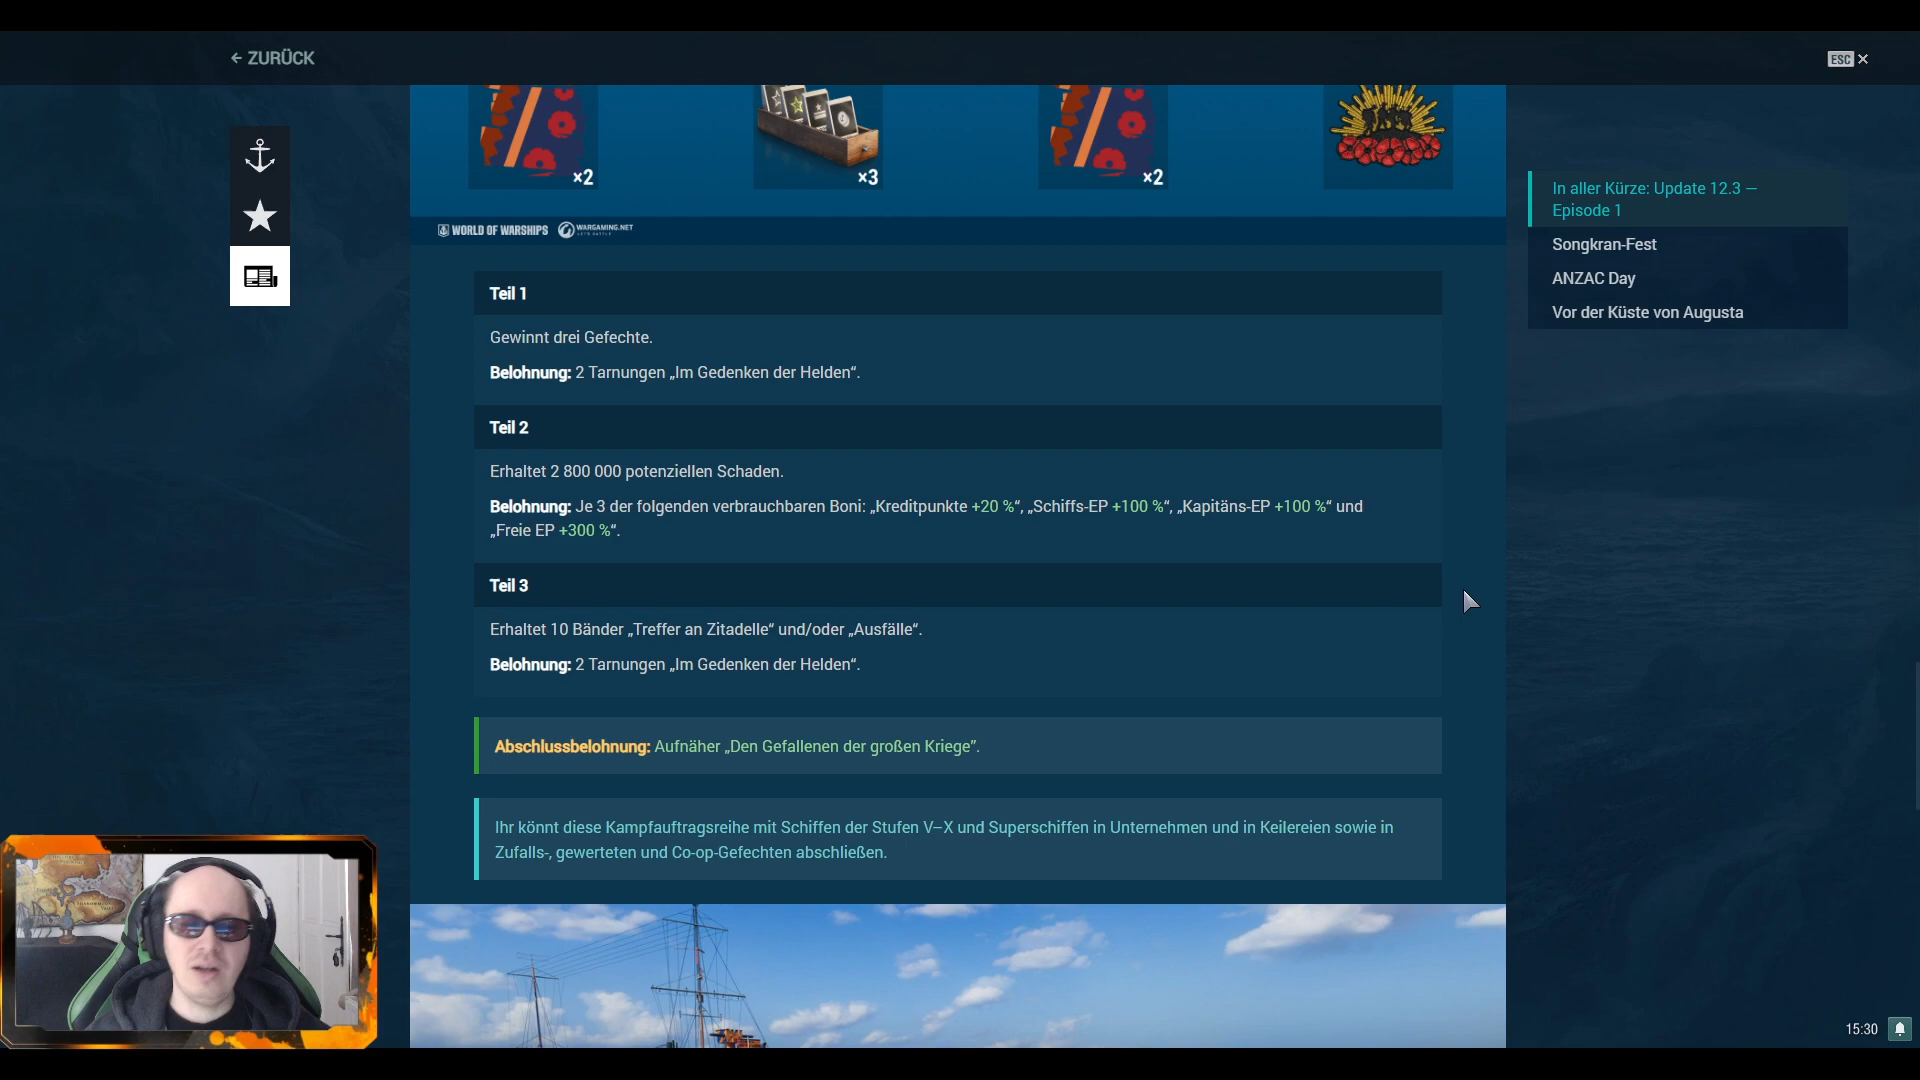 ← ZURÜCK
ESC ×
×2
×3
×2
WORLD OF WARSHIPS
WARGAMING.NET
LET'S BATTLE
In aller Kürze: Update 12.3 —
Episode 1
Songkran-Fest
ANZAC Day
Vor der Küste von Augusta
Teil 1
Gewinnt drei Gefechte.
Belohnung: 2 Tarnungen „Im Gedenken der Helden“.
Teil 2
Erhaltet 2 800 000 potenziellen Schaden.
Belohnung: Je 3 der folgenden verbrauchbaren Boni: „Kreditpunkte +20 %“, „Schiffs-EP +100 %“, „Kapitäns-EP +100 %“ und
„Freie EP +300 %“.
Teil 3
Erhaltet 10 Bänder „Treffer an Zitadelle“ und/oder „Ausfälle“.
Belohnung: 2 Tarnungen „Im Gedenken der Helden“.
Abschlussbelohnung: Aufnäher „Den Gefallenen der großen Kriege”.
Ihr könnt diese Kampfauftragsreihe mit Schiffen der Stufen V–X und Superschiffen in Unternehmen und in Keilereien sowie in
Zufalls-, gewerteten und Co-op-Gefechten abschließen.
15:30